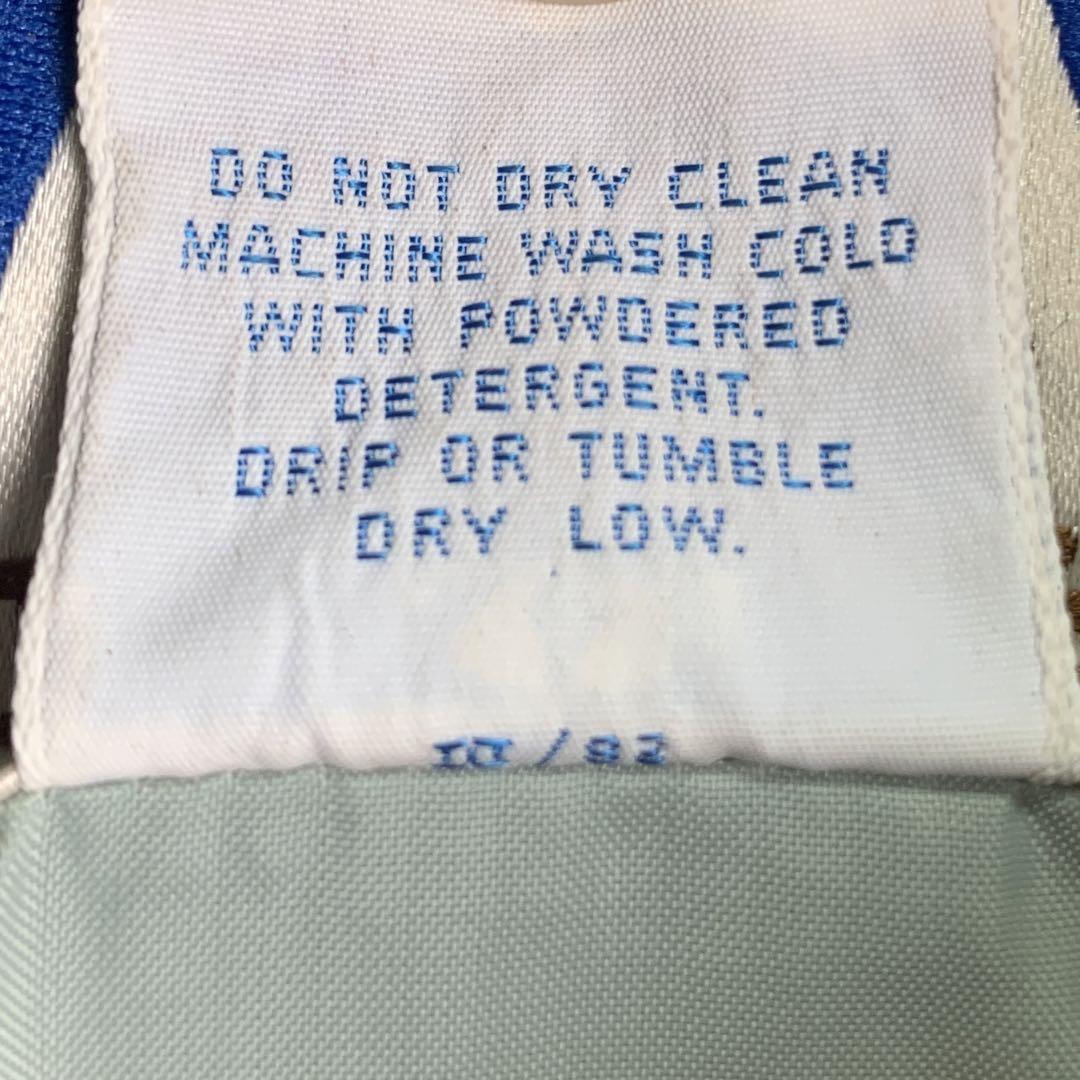 DO NOT DRY CLEAN
MACHINE WASH COLD
WITH POWDERED
DETERGENT.
DRIP OR TUMBLE
DRY LOW.